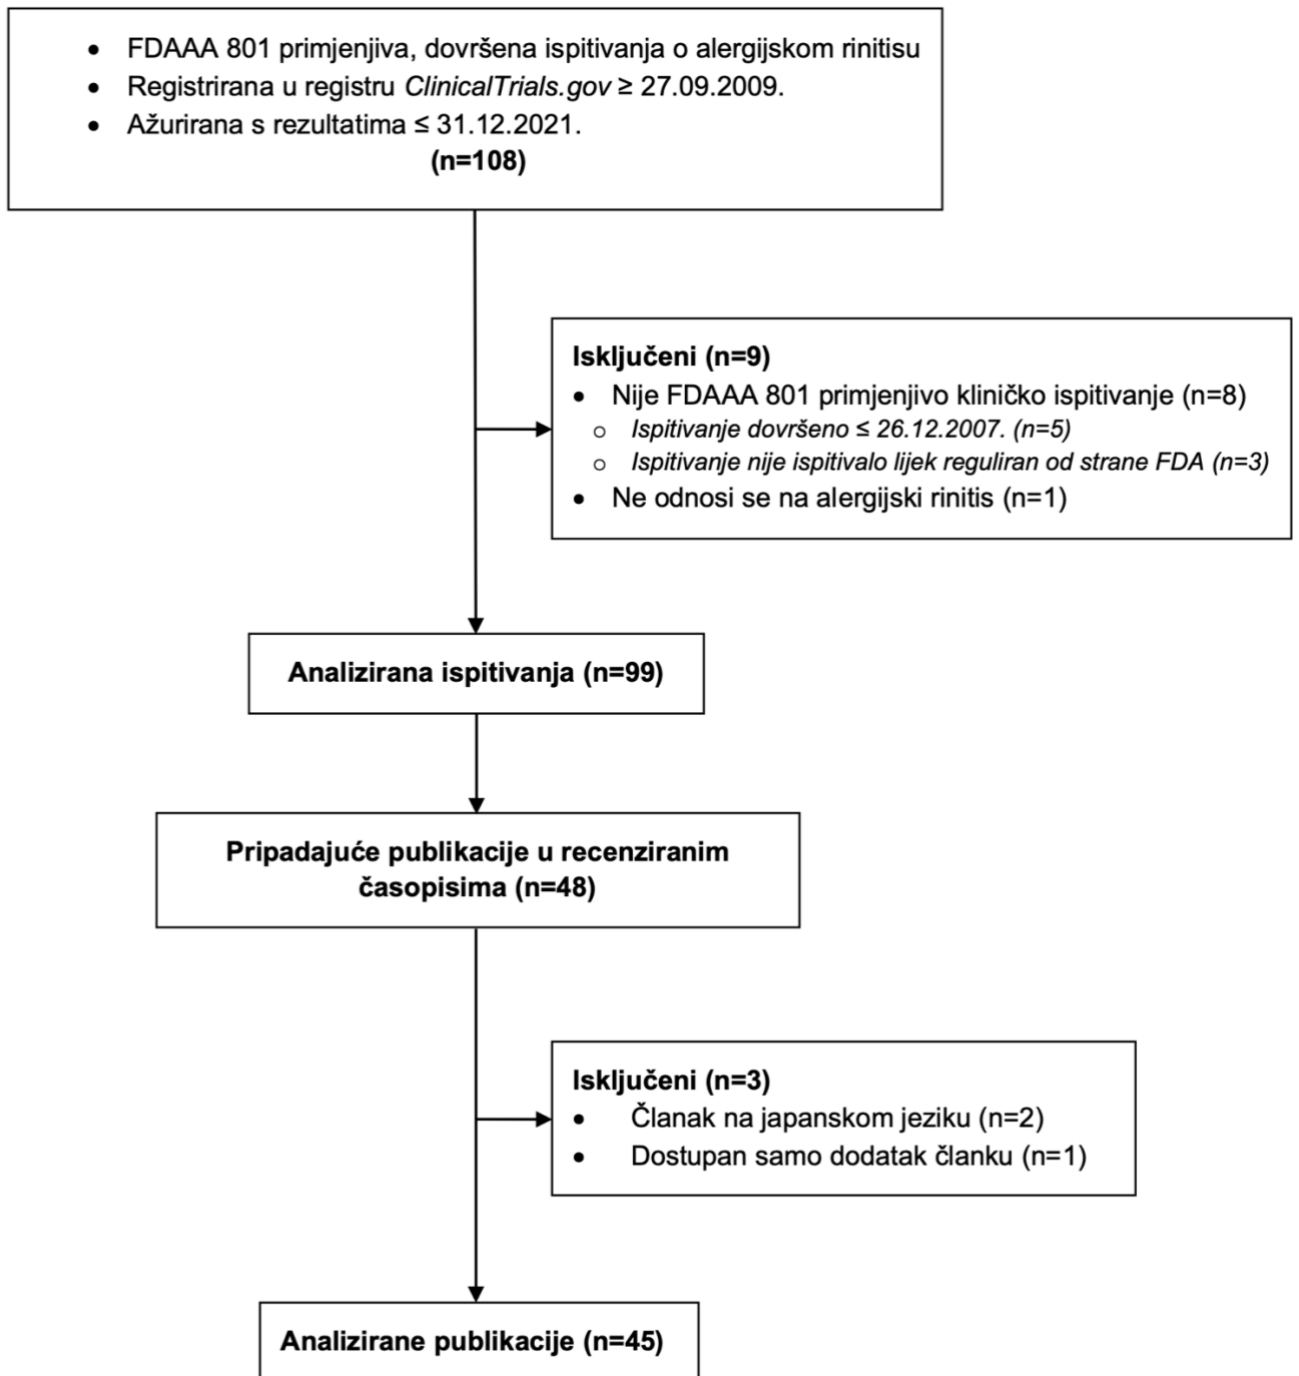 • FDAAA 801 primjenjiva, dovršena ispitivanja o alergijskom rinitisu
• Registrirana u registru ClinicalTrials.gov ≥ 27.09.2009.
• Ažurirana s rezultatima ≤ 31.12.2021.
(n=108)
Isključeni (n=9)
• Nije FDAAA 801 primjenjivo kliničko ispitivanje (n=8)
○ Ispitivanje dovršeno ≤ 26.12.2007. (n=5)
○ Ispitivanje nije ispitivalo lijek reguliran od strane FDA (n=3)
• Ne odnosi se na alergijski rinitis (n=1)
Analizirana ispitivanja (n=99)
Pripadajuće publikacije u recenziranim
časopisima (n=48)
Isključeni (n=3)
• Članak na japanskom jeziku (n=2)
• Dostupan samo dodatak članku (n=1)
Analizirane publikacije (n=45)